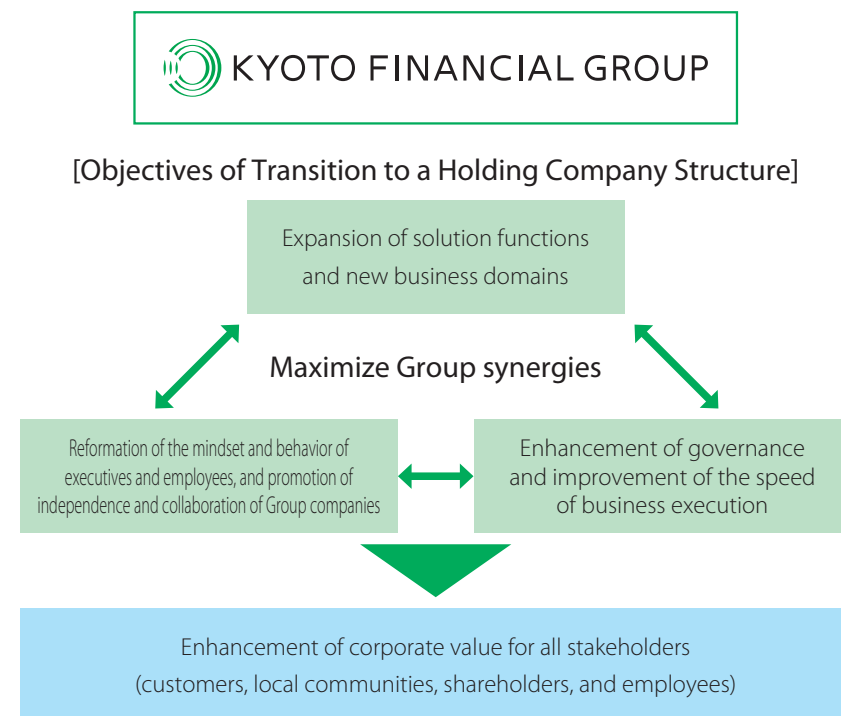 KYOTO FINANCIAL GROUP
[Objectives of Transition to a Holding Company Structure]
Expansion of solution functions
and new business domains
Maximize Group synergies
Reformation of the mindset and behavior of
executives and employees, and promotion of
independence and collaboration of Group companies
Enhancement of governance
and improvement of the speed
of business execution
Enhancement of corporate value for all stakeholders
(customers, local communities, shareholders, and employees)